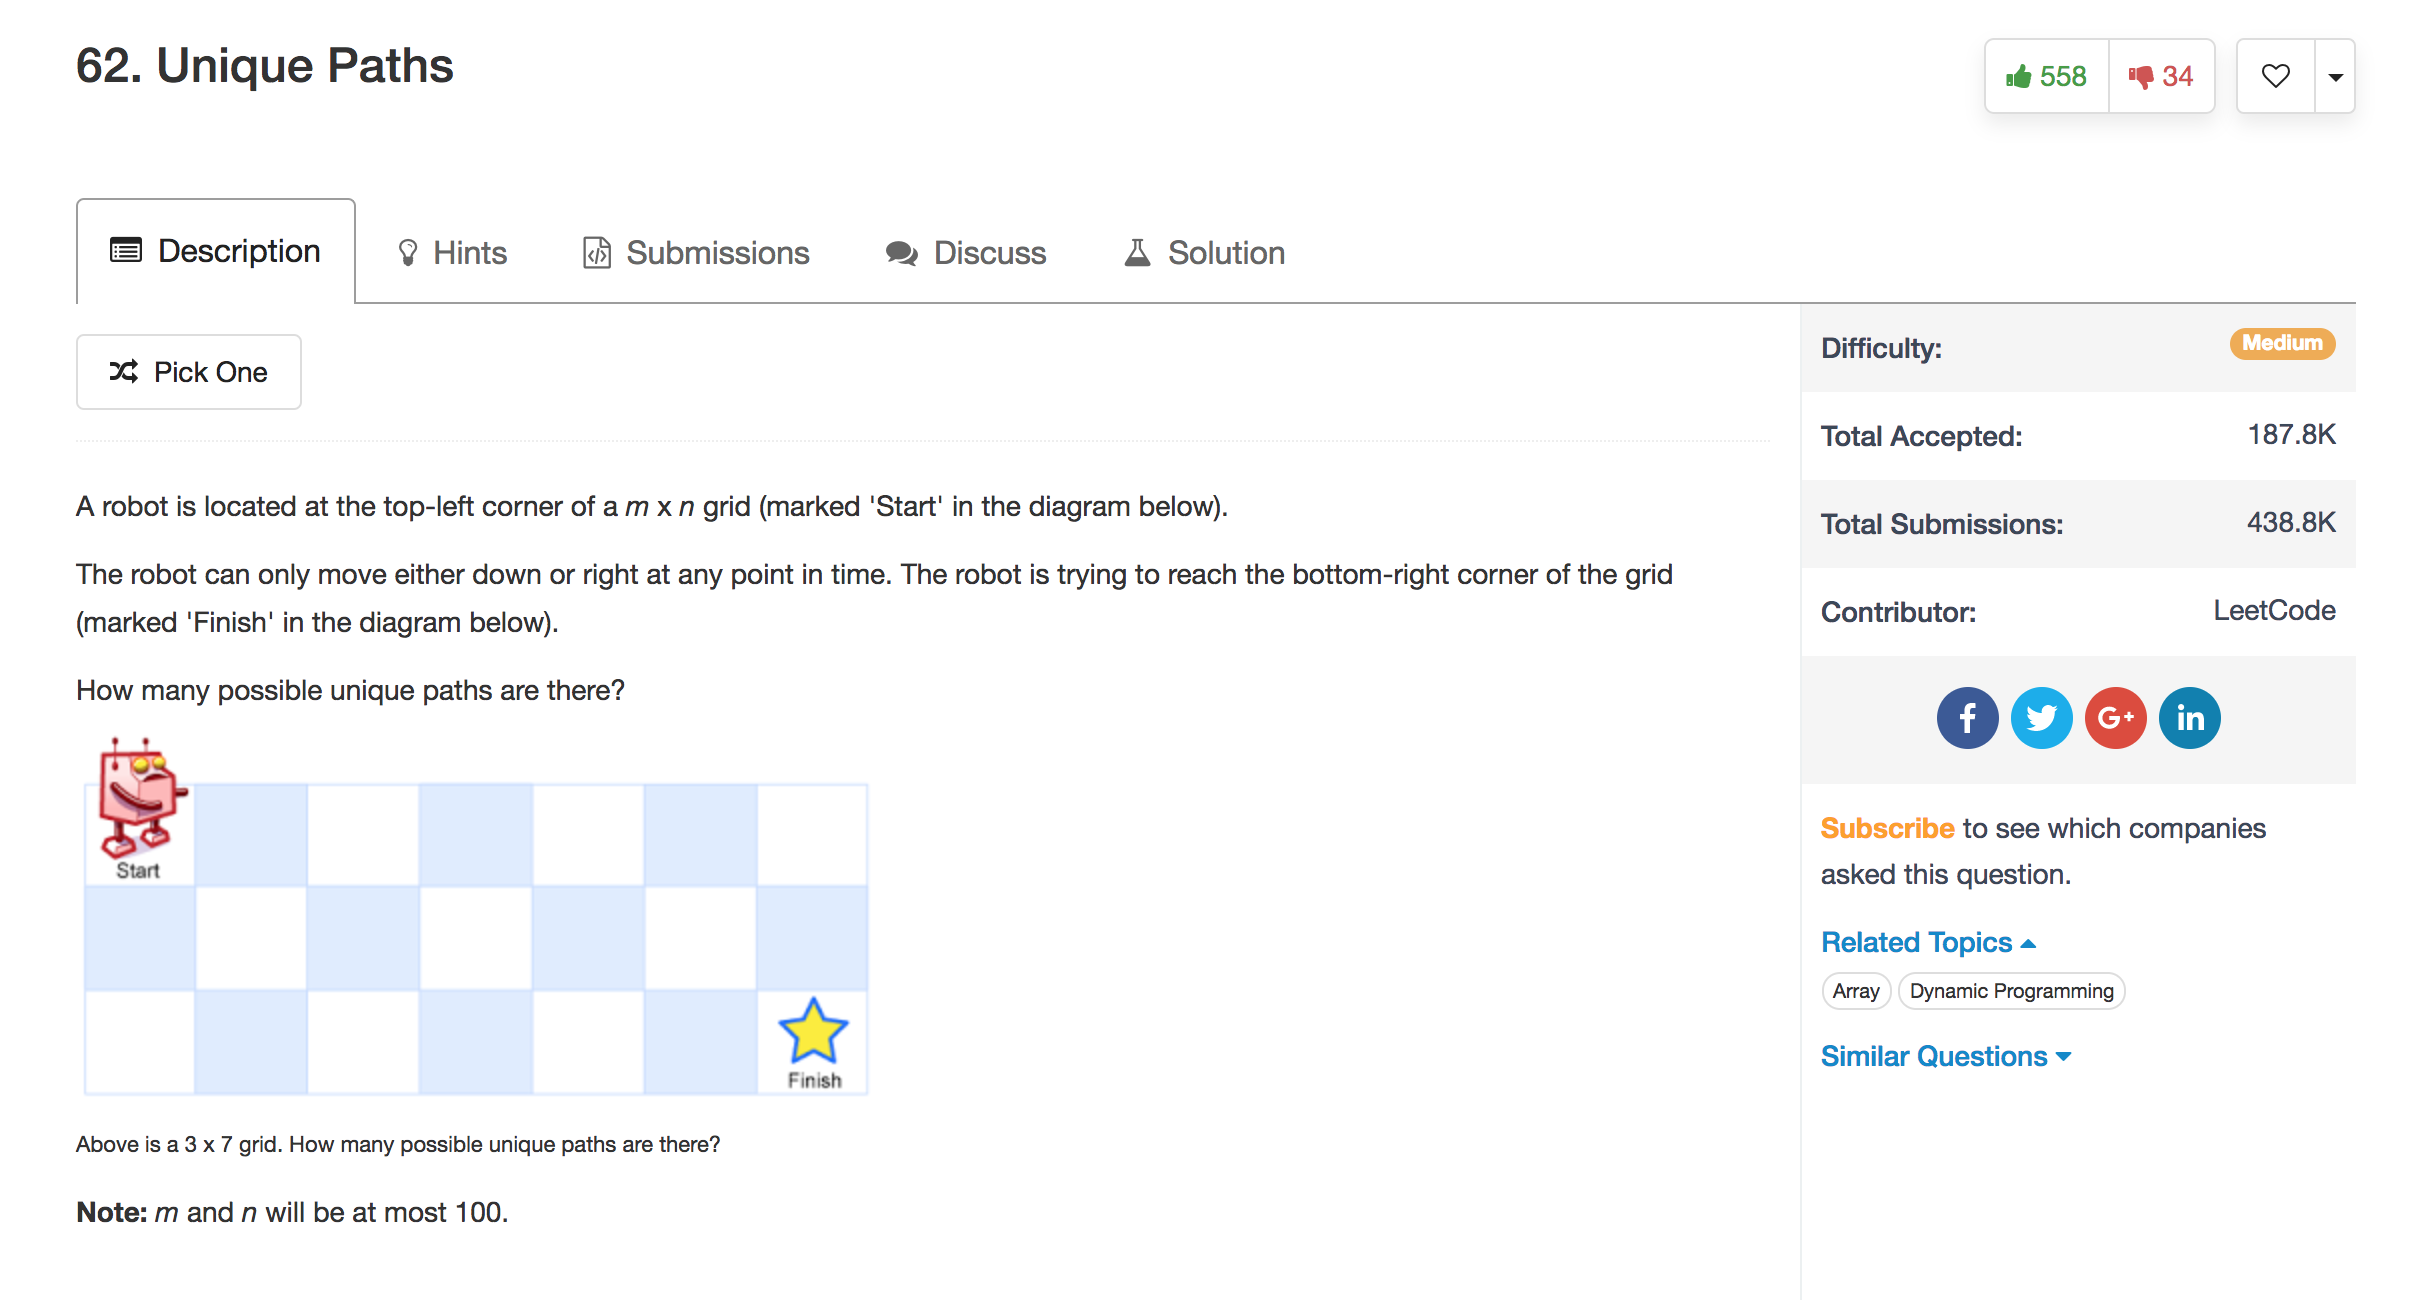 62. Unique Paths
558
34
Description
Hints
Submissions
Discuss
Solution
Pick One
A robot is located at the top-left corner of a m x n grid (marked 'Start' in the diagram below).
The robot can only move either down or right at any point in time. The robot is trying to reach the bottom-right corner of the grid
(marked 'Finish' in the diagram below).
How many possible unique paths are there?
Start
Finish
Above is a 3 x 7 grid. How many possible unique paths are there?
Note: m and n will be at most 100.
Difficulty: Medium
Total Accepted: 187.8K
Total Submissions: 438.8K
Contributor: LeetCode
f
G+
in
Subscribe to see which companies
asked this question.
Related Topics
Array
Dynamic Programming
Similar Questions